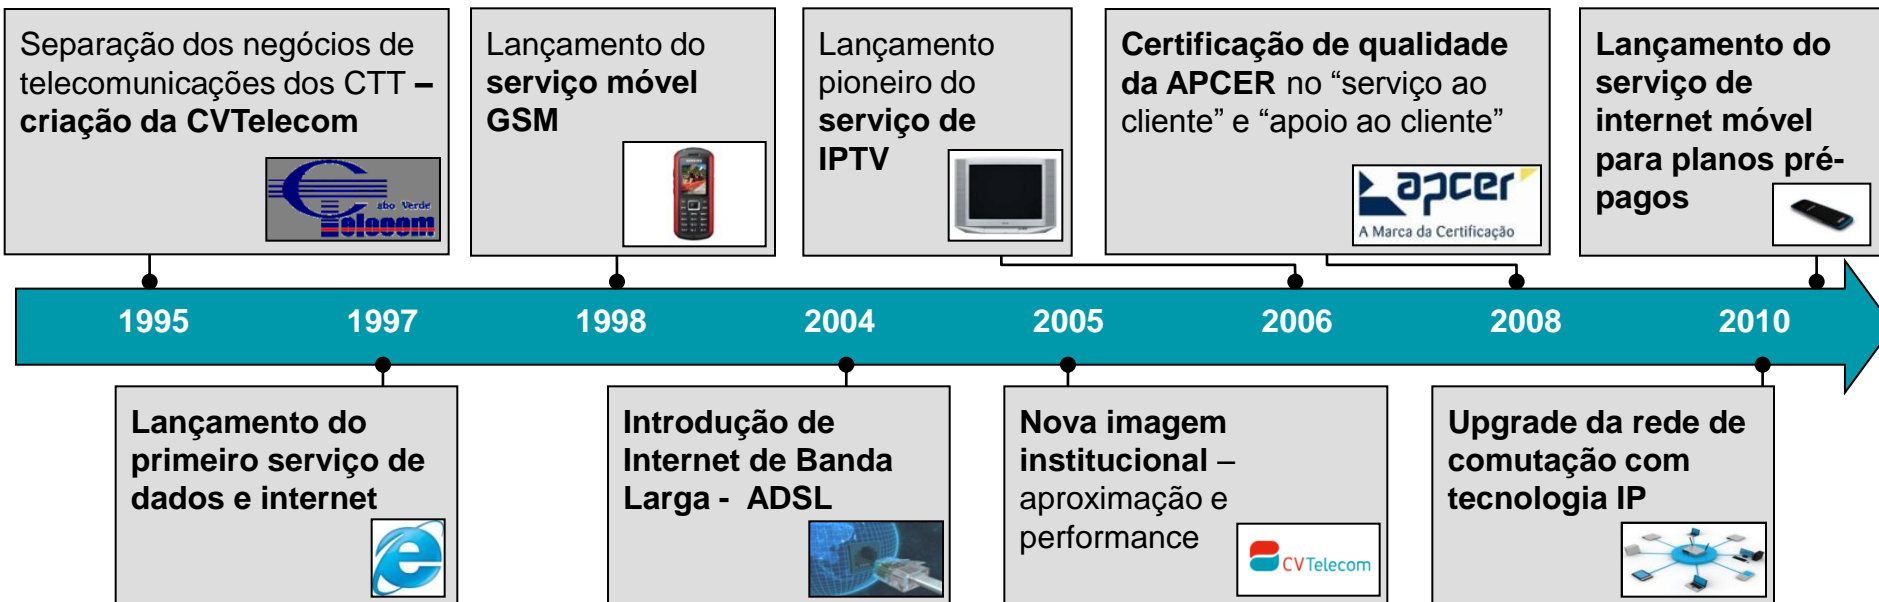 Separação dos negócios de
telecomunicações dos CTT –
criação da CVTelecom
abo Verde
Telecom
Lançamento do
serviço móvel
GSM
Lançamento
pioneiro do
serviço de
IPTV
Certificação de qualidade
da APCER no “serviço ao
cliente” e “apoio ao cliente”
apcer
A Marca da Certificação
Lançamento do
serviço de
internet móvel
para planos pré-
pagos
1995 1997 1998 2004 2005 2006 2008 2010
Lançamento do
primeiro serviço de
dados e internet
Introdução de
Internet de Banda
Larga - ADSL
Nova imagem
institucional –
aproximação e
performance
CVTelecom
Upgrade da rede de
comutação com
tecnologia IP